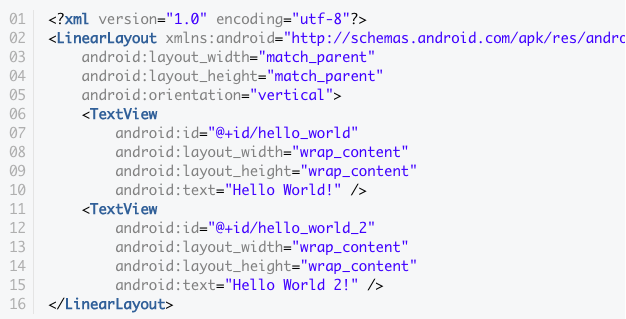 01 <?xml version="1.0" encoding="utf-8"?>
02 <LinearLayout xmlns:android="http://schemas.android.com/apk/res/andro
03     android:layout_width="match_parent"
04     android:layout_height="match_parent"
05     android:orientation="vertical">
06     <TextView
07         android:id="@+id/hello_world"
08         android:layout_width="wrap_content"
09         android:layout_height="wrap_content"
10         android:text="Hello World!" />
11     <TextView
12         android:id="@+id/hello_world_2"
13         android:layout_width="wrap_content"
14         android:layout_height="wrap_content"
15         android:text="Hello World 2!" />
16 </LinearLayout>